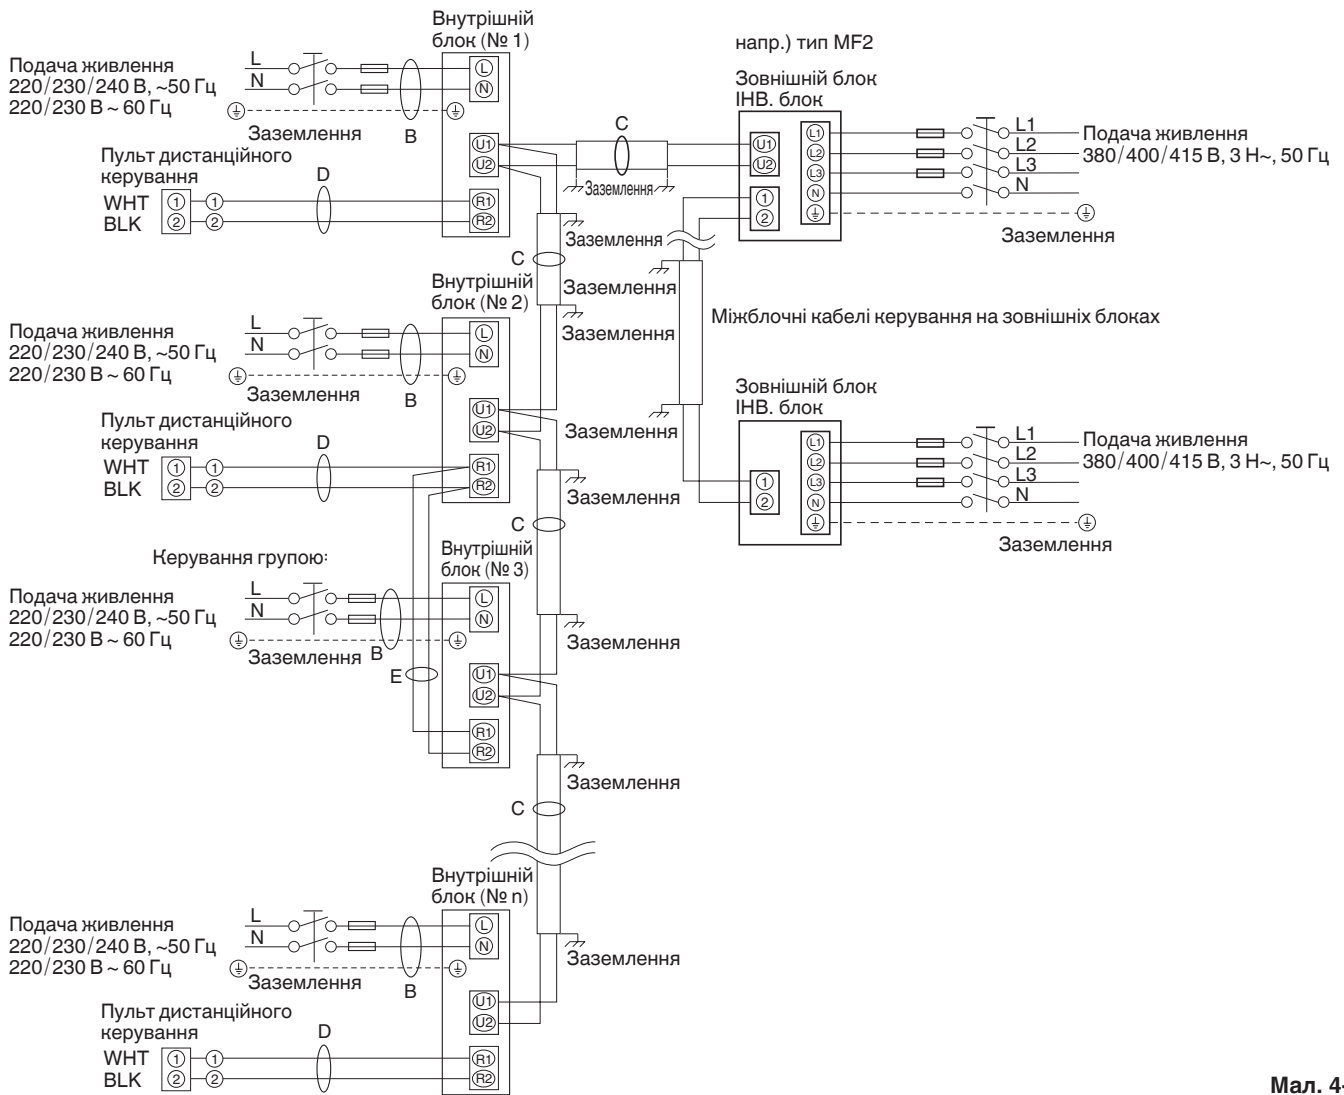 Внутрішній
блок (№ 1)
Подача живлення
220/230/240 В, ~50 Гц
220/230 В ~ 60 Гц
L
N
Заземлення
B
L
N
U1
U2
R1
R2
Пульт дистанційного
керування
WHT
BLK
1
2
1
2
D
C
Заземлення
напр.) тип MF2
Зовнішній блок
ІНВ. блок
U1
U2
1
2
L1
L2
L3
N
L1
L2
L3
N
Подача живлення
380/400/415 В, 3 Н~, 50 Гц
Заземлення
Заземлення
C
Заземлення
Заземлення
Заземлення
Міжблочні кабелі керування на зовнішніх блоках
Внутрішній
блок (№ 2)
Подача живлення
220/230/240 В, ~50 Гц
220/230 В ~ 60 Гц
L
N
Заземлення
B
L
N
U1
U2
R1
R2
Пульт дистанційного
керування
WHT
BLK
1
2
1
2
D
Зовнішній блок
ІНВ. блок
1
2
L1
L2
L3
N
L1
L2
L3
N
Подача живлення
380/400/415 В, 3 Н~, 50 Гц
Заземлення
Заземлення
C
Керування групою:
Внутрішній
блок (№ 3)
Подача живлення
220/230/240 В, ~50 Гц
220/230 В ~ 60 Гц
L
N
Заземлення
B
E
L
N
U1
U2
R1
R2
Заземлення
Заземлення
C
Внутрішній
блок (№ n)
Подача живлення
220/230/240 В, ~50 Гц
220/230 В ~ 60 Гц
L
N
Заземлення
B
L
N
U1
U2
R1
R2
Заземлення
Пульт дистанційного
керування
WHT
BLK
1
2
1
2
D
Мал. 4-